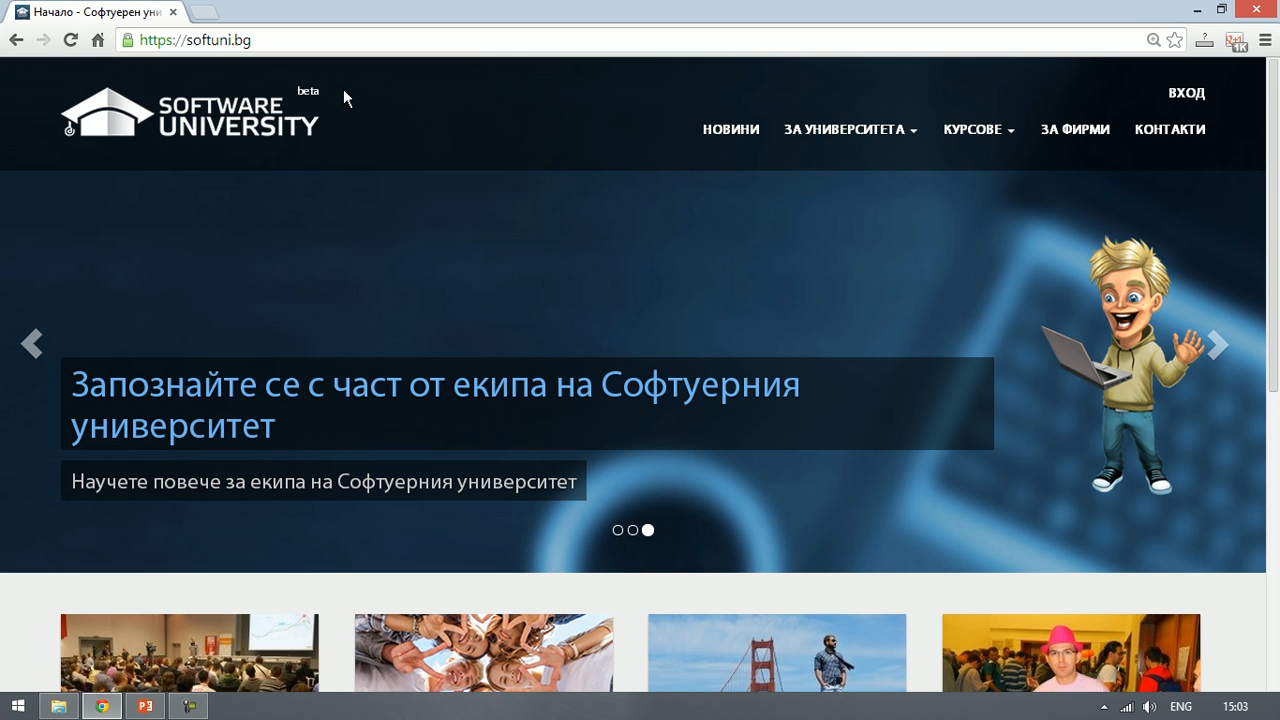 Начало - Софтуерен уни
https://softuni.bg
1K
SOFTWARE
UNIVERSITY
beta
ВХОД
НОВИНИ
ЗА УНИВЕРСИТЕТА
КУРСОВЕ
ЗА ФИРМИ
КОНТАКТИ
Запознайте се с част от екипа на Софтуерния
университет
Научете повече за екипа на Софтуерния университет
ENG
15:03